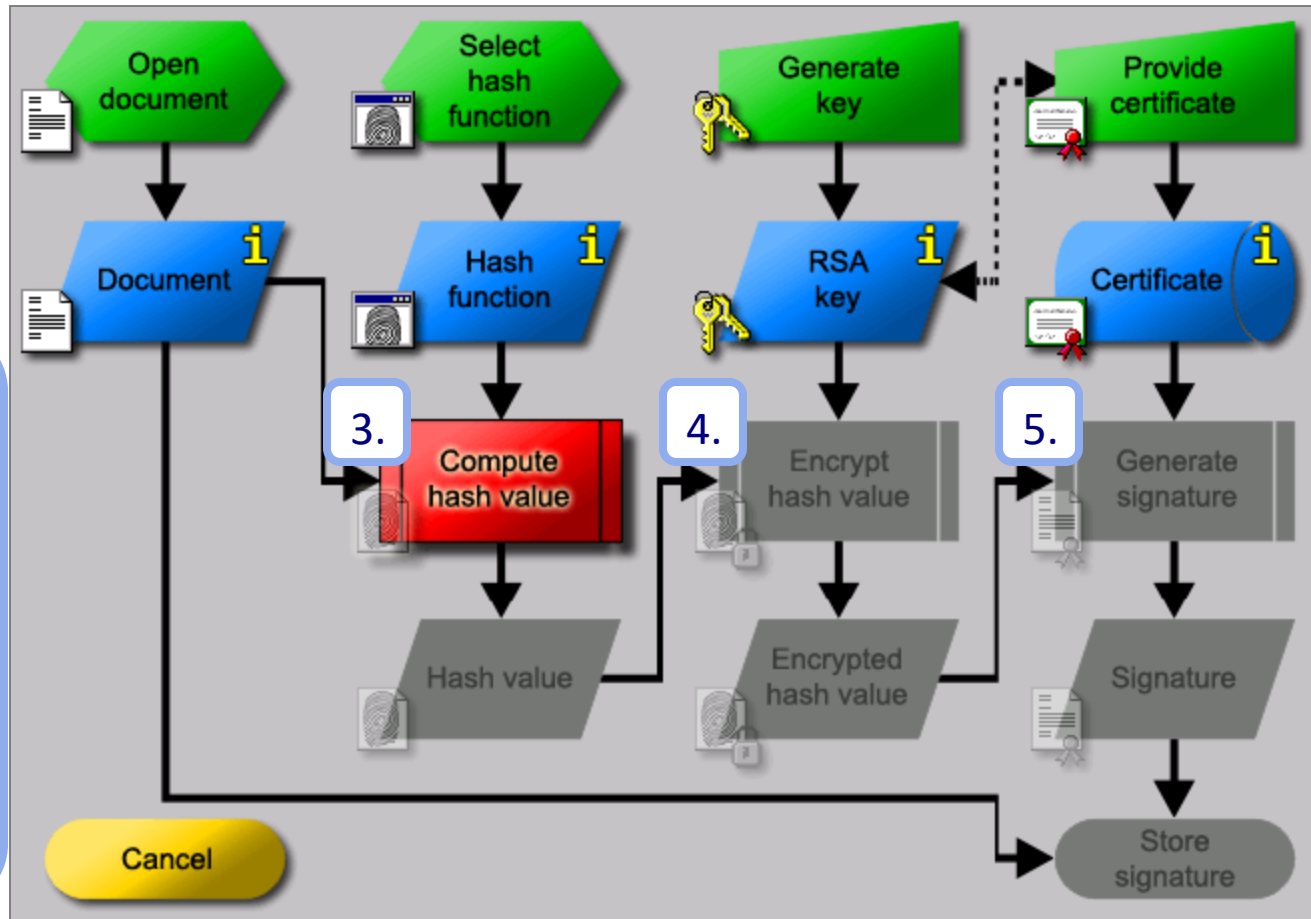 Open
document
Select
hash
function
Generate
key
Provide
certificate
Document
Hash
function
RSA
key
Certificate
i
i
i
i
3.
Compute
hash value
4.
Encrypt
hash value
5.
Generate
signature
Hash value
Encrypted
hash value
Signature
Cancel
Store
signature